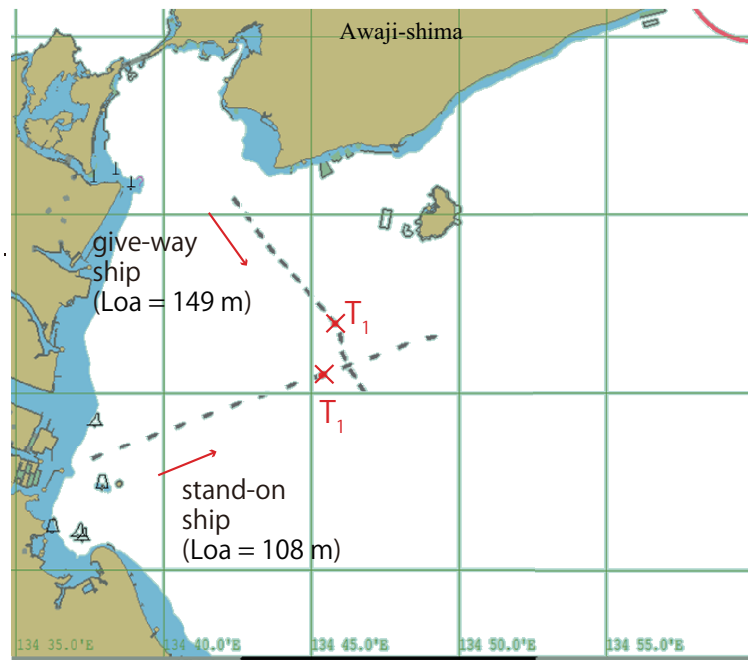 Awaji-shima
give-way
ship
(Loa = 149 m)
T1
T1
stand-on
ship
(Loa = 108 m)
134 35.0'E
134 40.0'E
134 45.0'E
134 50.0'E
134 55.0'E